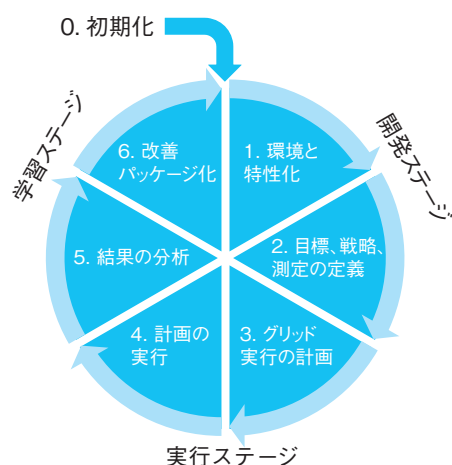 0. 初期化
1. 環境と
特性化
開発ステージ
2. 目標、戦略、
測定の定義
3. グリッド
実行の計画
実行ステージ
4. 計画の
実行
5. 結果の分析
学習ステージ
6. 改善
パッケージ化